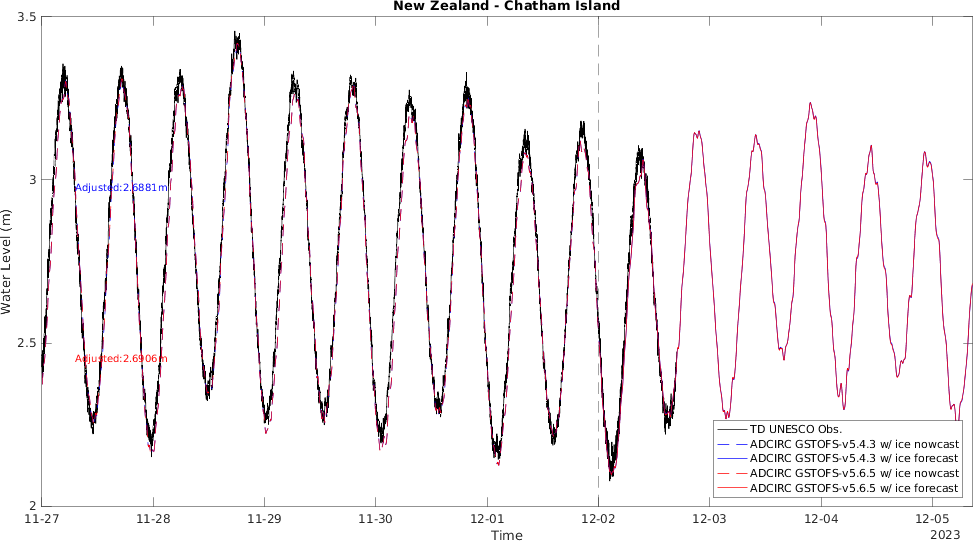 New Zealand - Chatham Island
3.5
3
2.5
2
Water Level (m)
Adjusted:2.6881m
Adjusted:2.6906m
TD UNESCO Obs.
ADCIRC GSTOFS-v5.4.3 w/ ice nowcast
ADCIRC GSTOFS-v5.4.3 w/ ice forecast
ADCIRC GSTOFS-v5.6.5 w/ ice nowcast
ADCIRC GSTOFS-v5.6.5 w/ ice forecast
11-27 11-28 11-29 11-30 12-01 12-02 12-03 12-04 12-05
Time
2023